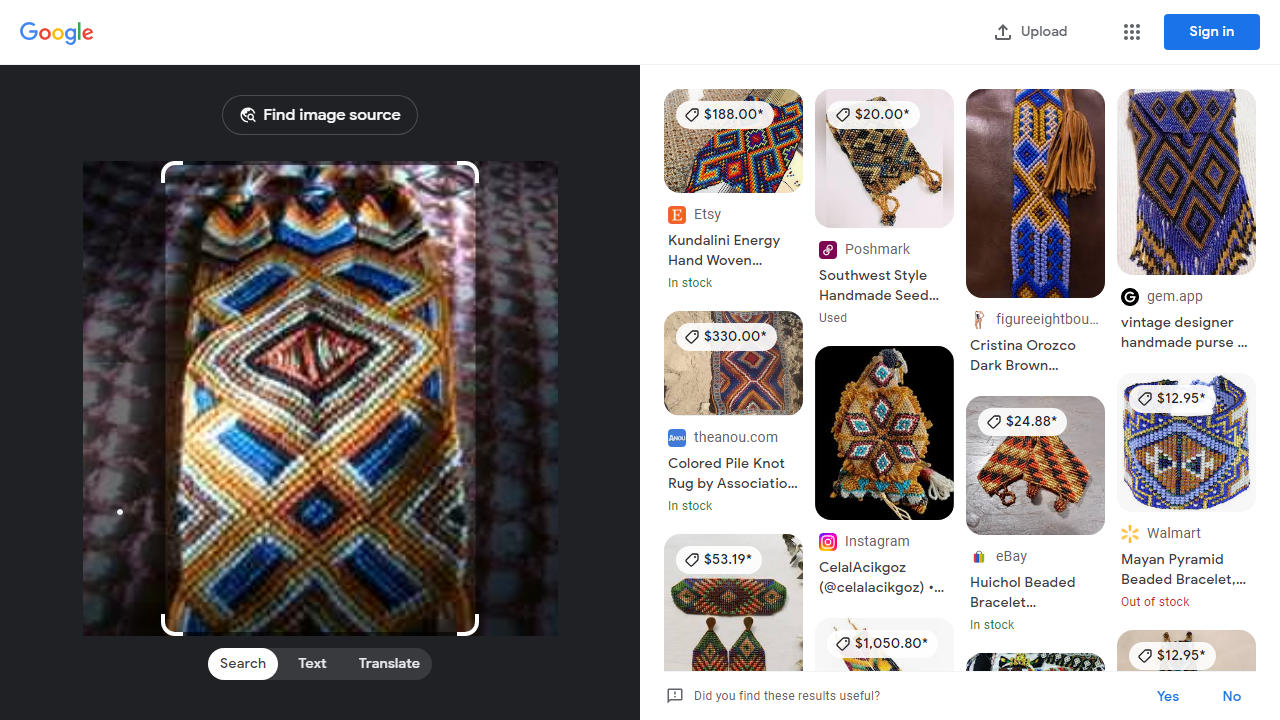 Google
Upload
Sign in
Find image source
Search
Text
Translate
$188.00*
Etsy
Kundalini Energy
Hand Woven...
In stock
$330.00*
Anou
theanou.com
Colored Pile Knot
Rug by Associatio...
In stock
$53.19*
$20.00*
Poshmark
Southwest Style
Handmade Seed...
Used
Instagram
CelalAcikgoz
(@celalacikgoz) •...
$1,050.80*
figureeightbou...
Cristina Orozco
Dark Brown...
$24.88*
eBay
Huichol Beaded
Bracelet...
In stock
gem.app
vintage designer
handmade purse ...
$12.95*
Walmart
Mayan Pyramid
Beaded Bracelet,...
Out of stock
$12.95*
Did you find these results useful?
Yes
No